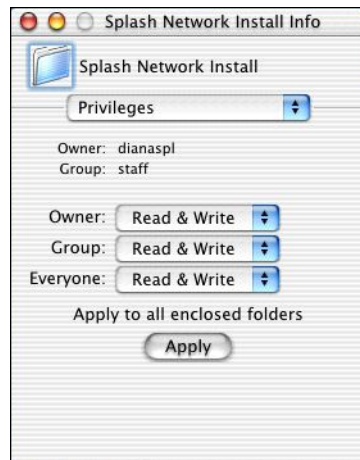 Splash Network Install Info
Splash Network Install
Privileges
Owner: dianaspl
Group: staff
Owner: Read & Write
Group: Read & Write
Everyone: Read & Write
Apply to all enclosed folders
Apply